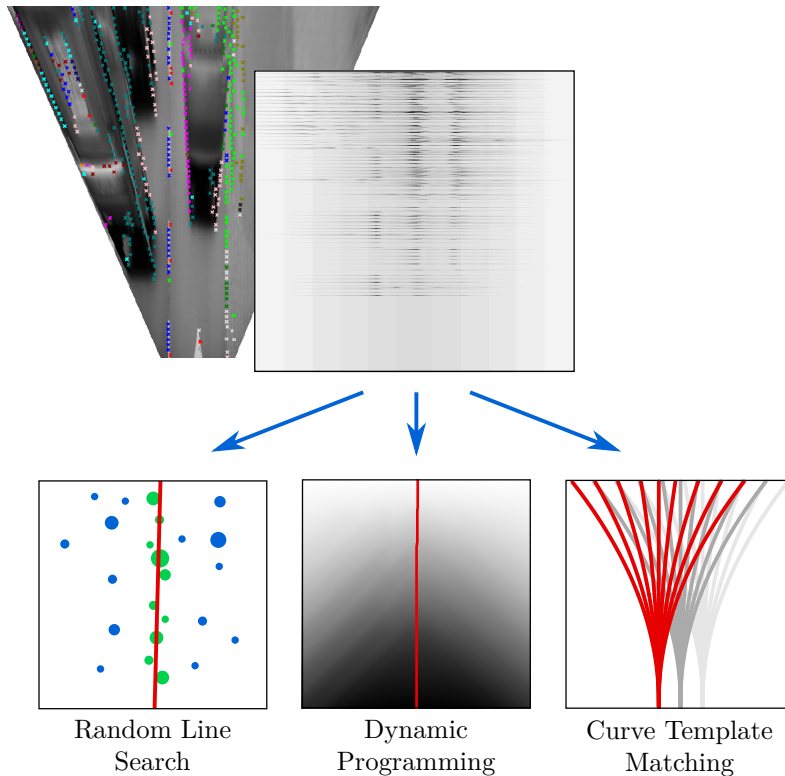 Random Line
Search
Dynamic
Programming
Curve Template
Matching